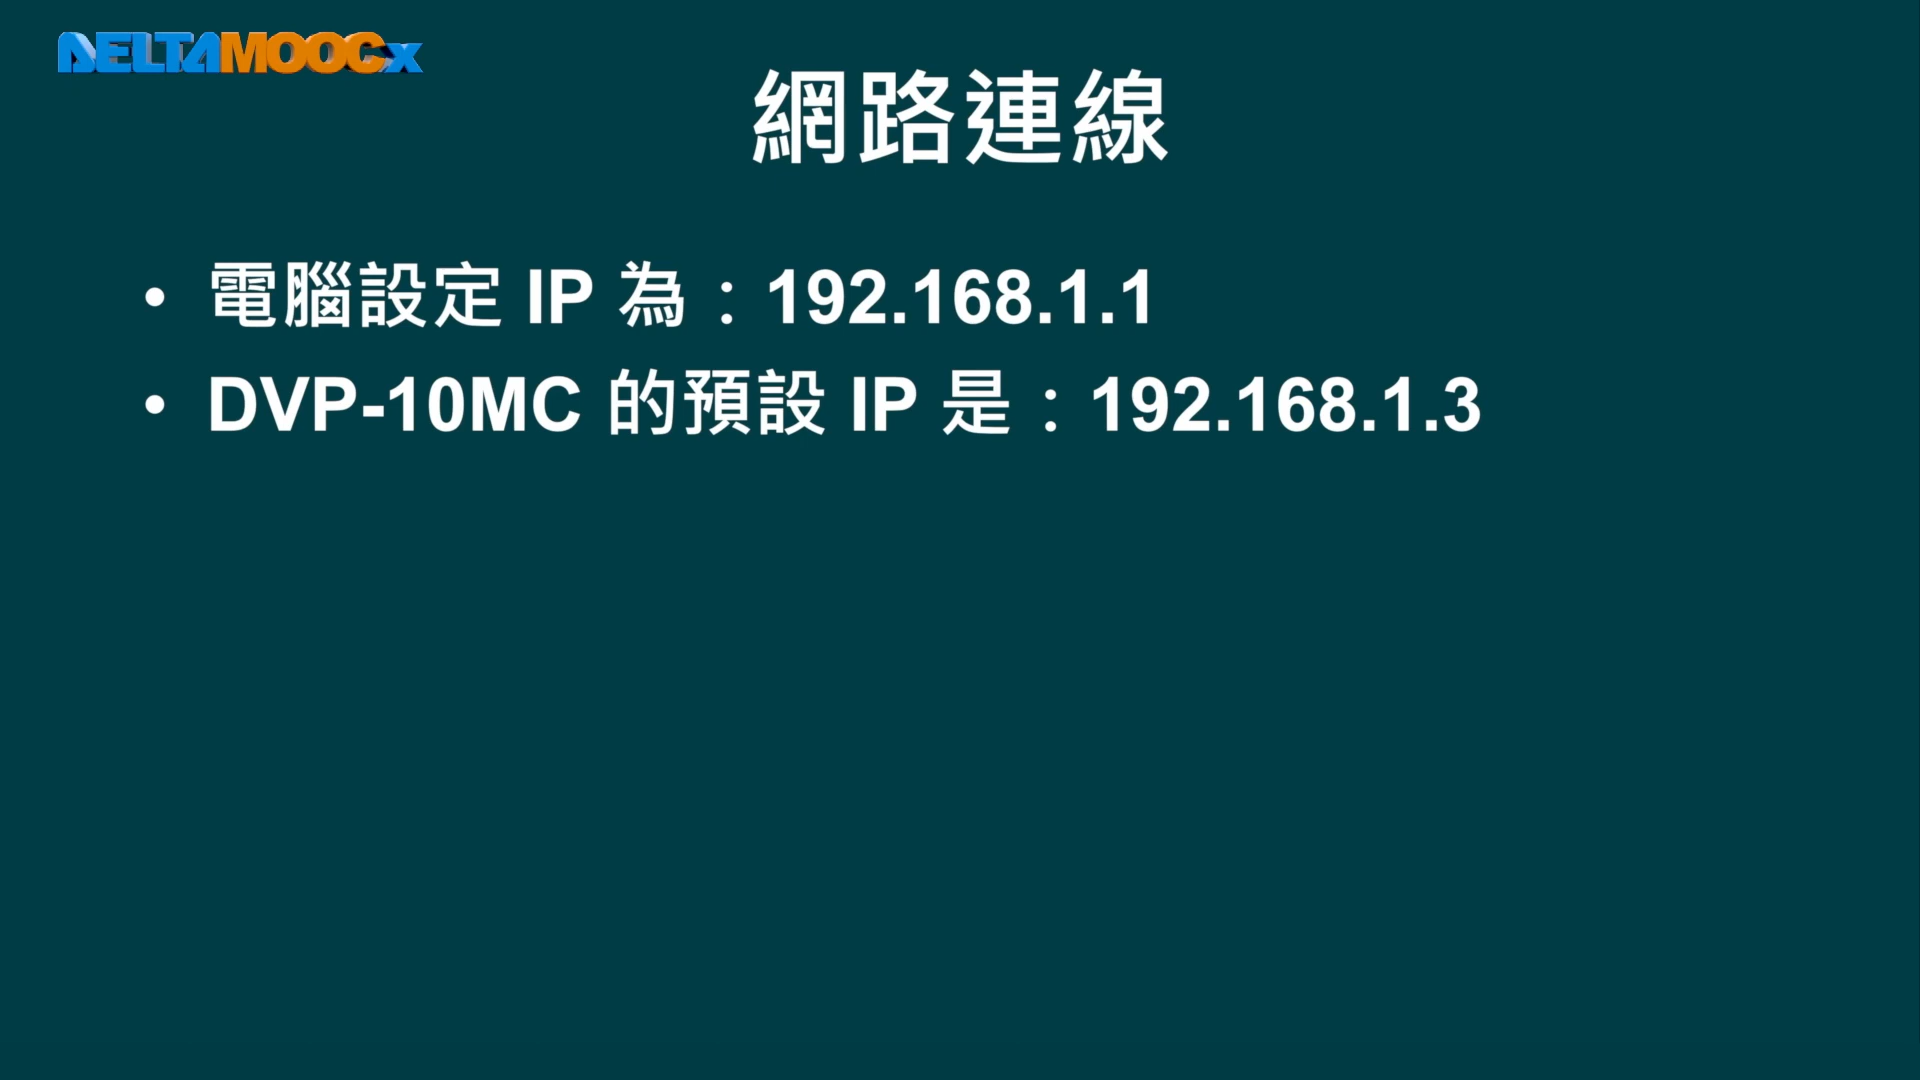 DELTAMOOCx
網路連線
• 電腦設定 IP 為：192.168.1.1
• DVP-10MC 的預設 IP 是：192.168.1.3